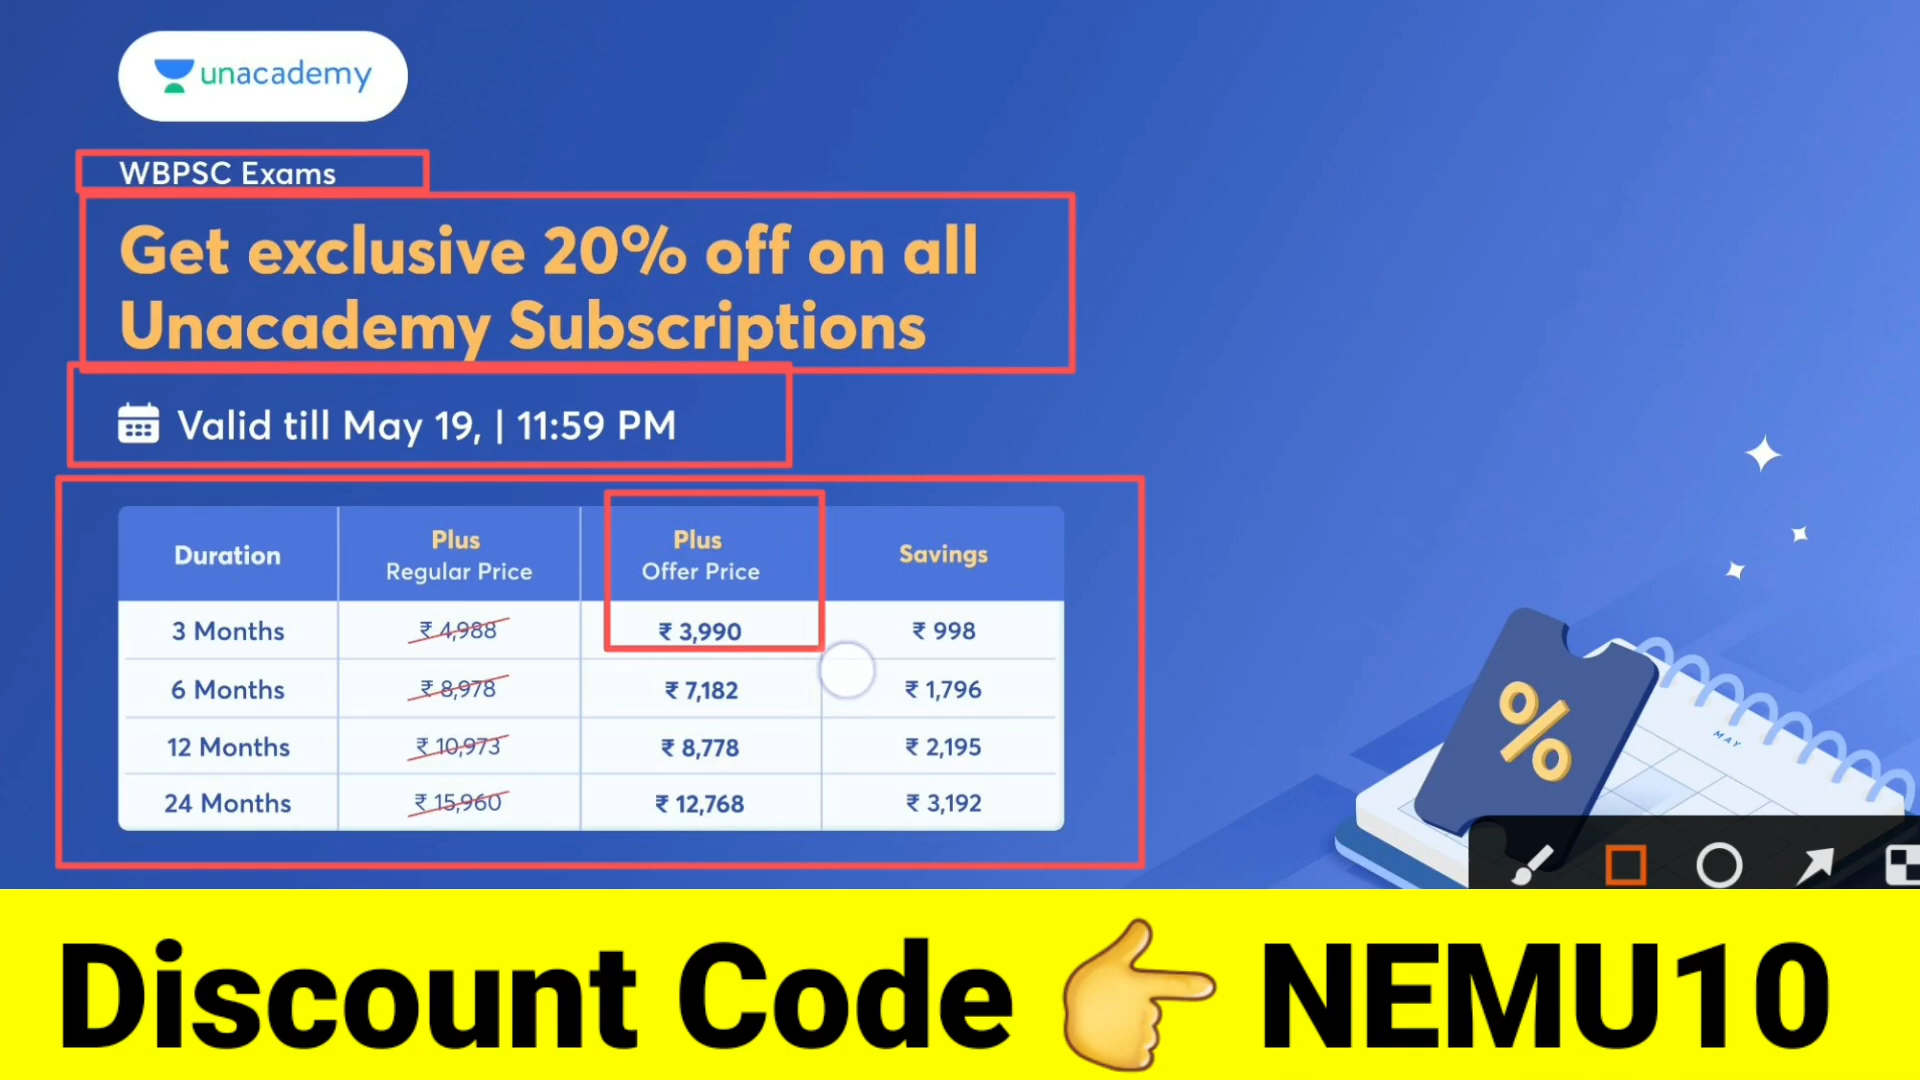 unacademy
WBPSC Exams
Get exclusive 20% off on all
Unacademy Subscriptions
Valid till May 19, | 11:59 PM
Duration Plus Regular Price Plus Offer Price Savings
3 Months ₹ 4,988 ₹ 3,990 ₹ 998
6 Months ₹ 8,978 ₹ 7,182 ₹ 1,796
12 Months ₹ 10,973 ₹ 8,778 ₹ 2,195
24 Months ₹ 15,960 ₹ 12,768 ₹ 3,192
%
MAY
Discount Code 👉 NEMU10